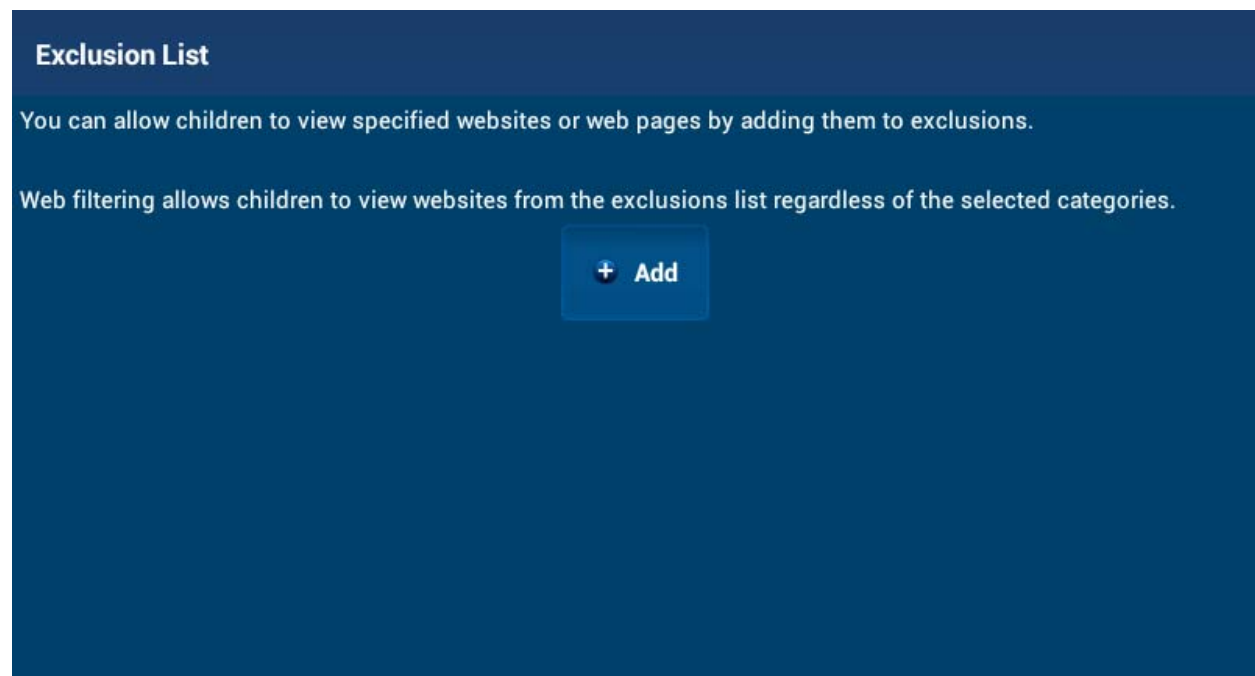 Exclusion List
You can allow children to view specified websites or web pages by adding them to exclusions.
Web filtering allows children to view websites from the exclusions list regardless of the selected categories.
Add